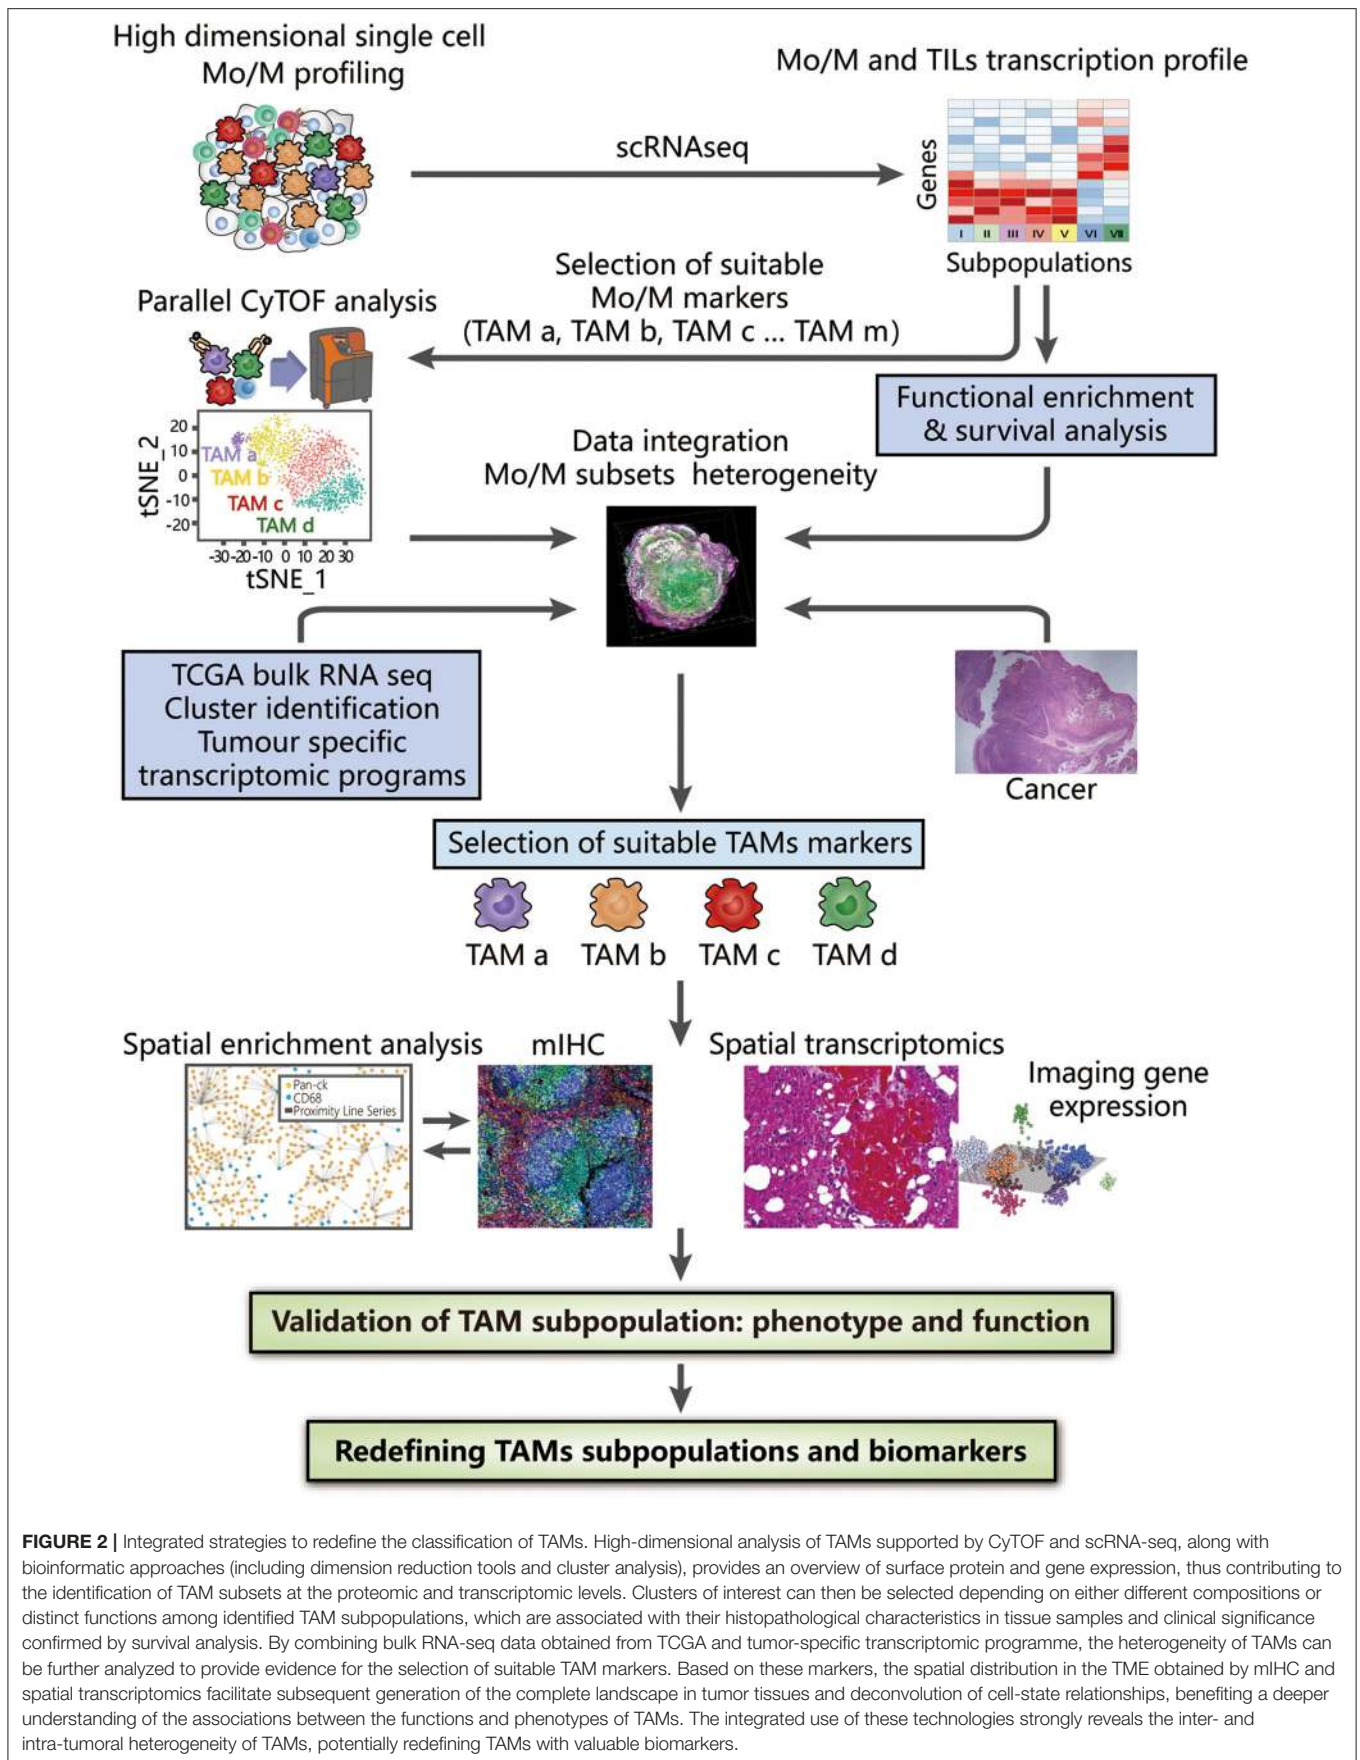 High dimensional single cell
Mo/M profiling
Mo/M and TILs transcription profile
scRNAseq
Genes
I II III IV V VI VII
Subpopulations
Selection of suitable
Mo/M markers
(TAM a, TAM b, TAM c ... TAM m)
Parallel CyTOF analysis
Functional enrichment
& survival analysis
tSNE_2
20
10
0
-10
-20
TAM a
TAM b
TAM c
TAM d
-30 -20 -10 0 10 20 30
tSNE_1
Data integration
Mo/M subsets heterogeneity
TCGA bulk RNA seq
Cluster identification
Tumour specific
transcriptomic programs
Cancer
Selection of suitable TAMs markers
TAM a TAM b TAM c TAM d
Spatial enrichment analysis
mIHC
Spatial transcriptomics
Imaging gene
expression
Pan-ck
CD68
Proximity Line Series
Validation of TAM subpopulation: phenotype and function
Redefining TAMs subpopulations and biomarkers
FIGURE 2 | Integrated strategies to redefine the classification of TAMs. High-dimensional analysis of TAMs supported by CyTOF and scRNA-seq, along with
bioinformatic approaches (including dimension reduction tools and cluster analysis), provides an overview of surface protein and gene expression, thus contributing to
the identification of TAM subsets at the proteomic and transcriptomic levels. Clusters of interest can then be selected depending on either different compositions or
distinct functions among identified TAM subpopulations, which are associated with their histopathological characteristics in tissue samples and clinical significance
confirmed by survival analysis. By combining bulk RNA-seq data obtained from TCGA and tumor-specific transcriptomic programme, the heterogeneity of TAMs can
be further analyzed to provide evidence for the selection of suitable TAM markers. Based on these markers, the spatial distribution in the TME obtained by mIHC and
spatial transcriptomics facilitate subsequent generation of the complete landscape in tumor tissues and deconvolution of cell-state relationships, benefiting a deeper
understanding of the associations between the functions and phenotypes of TAMs. The integrated use of these technologies strongly reveals the inter- and
intra-tumoral heterogeneity of TAMs, potentially redefining TAMs with valuable biomarkers.